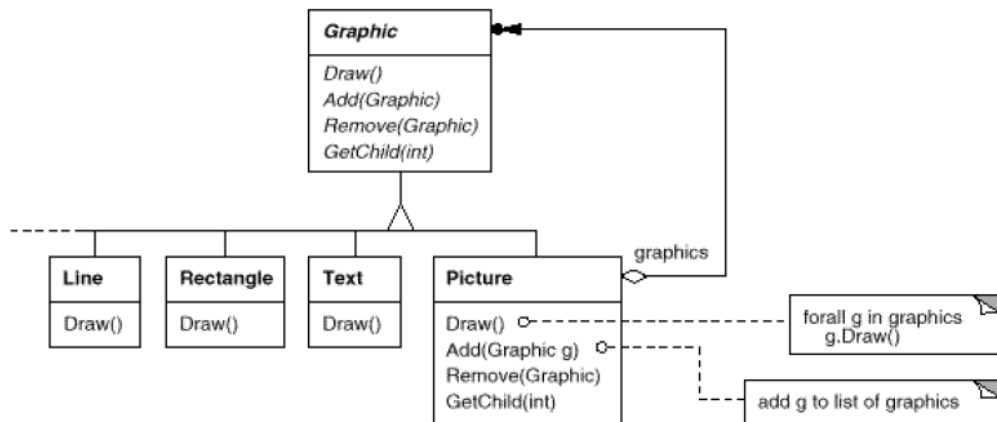 Graphic
Draw()
Add(Graphic)
Remove(Graphic)
GetChild(int)
graphics
Line
Draw()
Rectangle
Draw()
Text
Draw()
Picture
Draw()
Add(Graphic g)
Remove(Graphic)
GetChild(int)
forall g in graphics
g.Draw()
add g to list of graphics